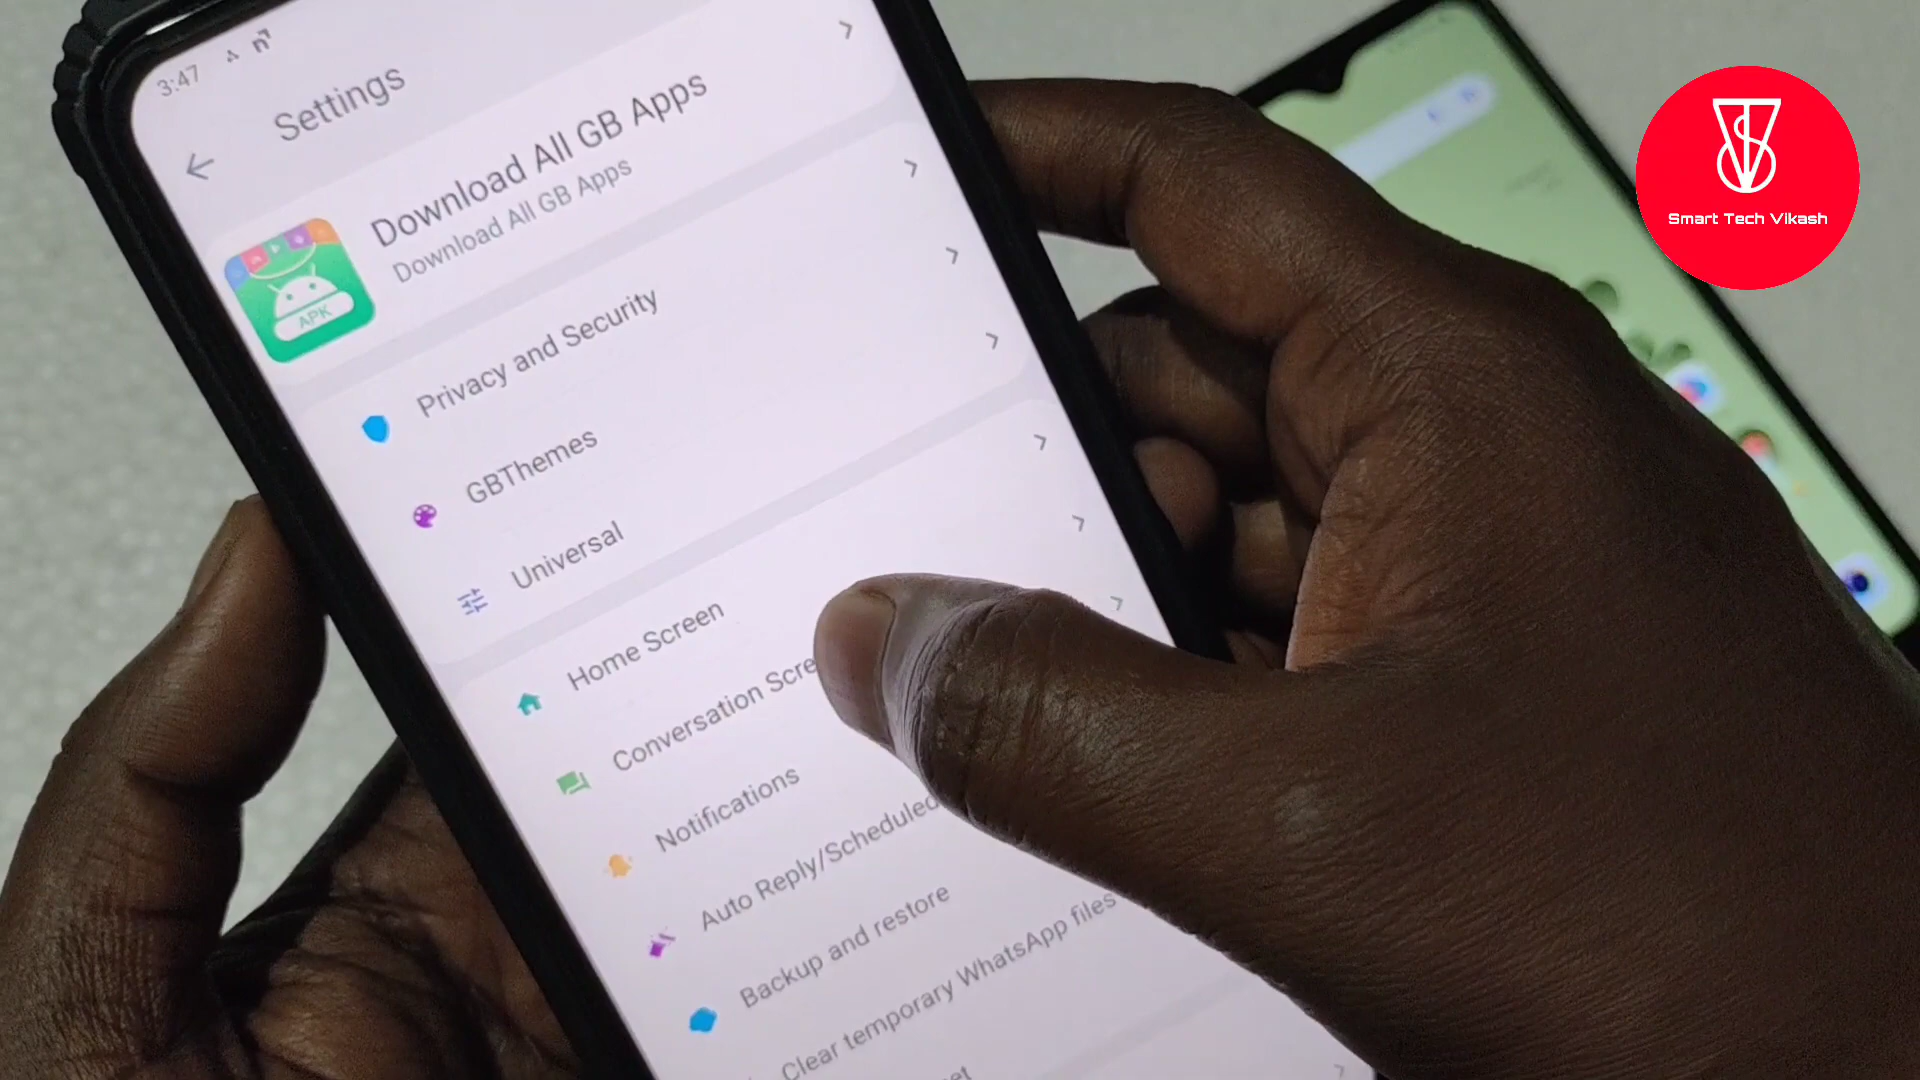 3:47
Settings
Download All GB Apps
Download All GB Apps
APK
Privacy and Security
GBThemes
Universal
Home Screen
Conversation Scre
Notifications
Auto Reply/Scheduled
Backup and restore
Clear temporary WhatsApp files
Smart Tech Vikash